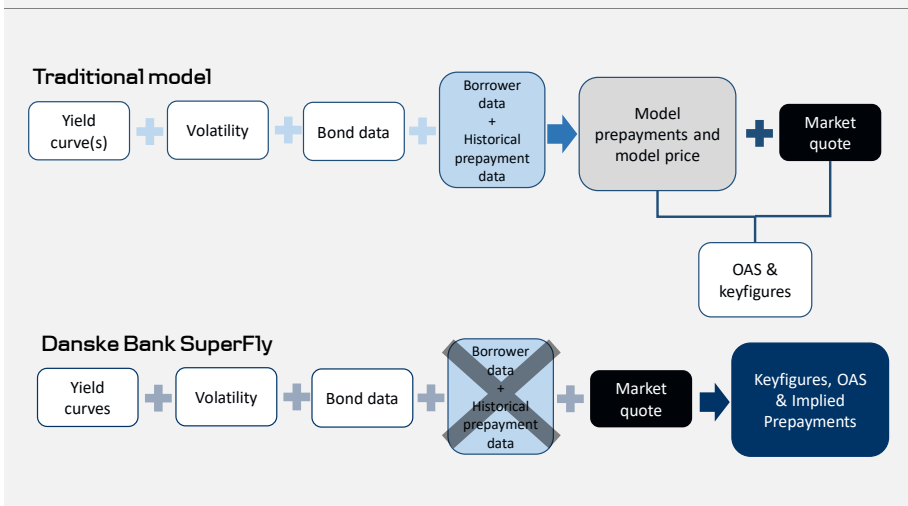 Traditional model
Yield
curve(s)
Volatility
Bond data
Borrower
data
+
Historical
prepayment
data
Model
prepayments and
model price
Market
quote
OAS &
keyfigures
Danske Bank SuperFly
Yield
curves
Volatility
Bond data
Borrower
data
+
Historical
prepayment
data
Market
quote
Keyfigures, OAS
& Implied
Prepayments